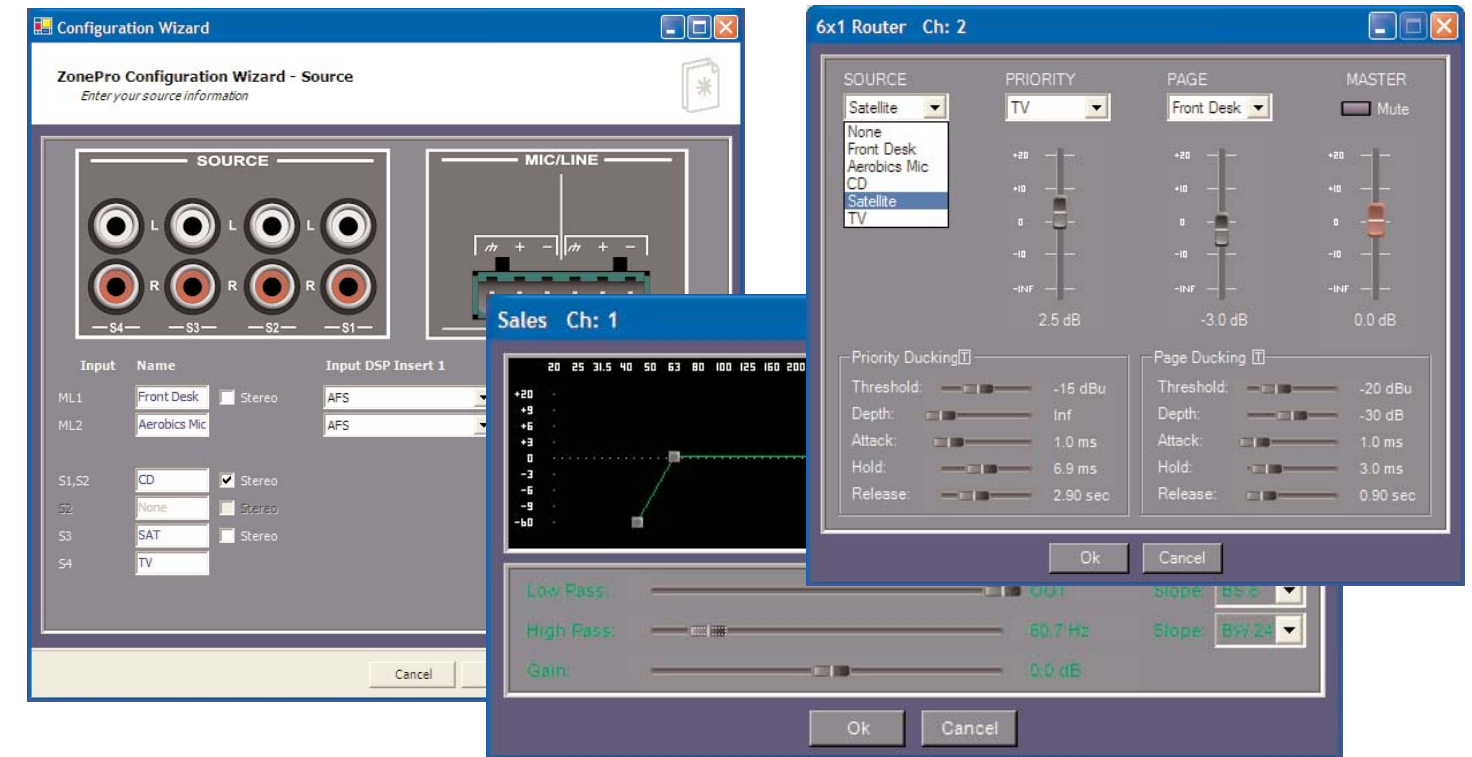 Configuration Wizard
ZonePro Configuration Wizard - Source
Enter your source information
SOURCE
MIC/LINE
L L L
+ - + -
R R R
S4 S3 S2 S1
Input Name Input DSP Insert 1
ML1 Front Desk Stereo AFS
ML2 Aerobics Mic AFS
S1,S2 CD Stereo
S2 None Stereo
S3 SAT Stereo
S4 TV
Cancel
Sales Ch: 1
20 25 31.5 40 50 63 80 100 125 160 200
+20
+9
+6
+3
0
-3
-6
-9
-60
Low Pass: OUT Slope: BS 6
High Pass: 60.7 Hz Slope: BW 24
Gain: 0.0 dB
Ok Cancel
6x1 Router Ch: 2
SOURCE PRIORITY PAGE MASTER
Satellite TV Front Desk Mute
None
Front Desk
Aerobics Mic
CD
Satellite
TV
+20 +20 +20
+10 +10 +10
0 0 0
-10 -10 -10
-INF -INF -INF
2.5 dB -3.0 dB 0.0 dB
Priority Ducking T Page Ducking T
Threshold: -15 dBu Threshold: -20 dBu
Depth: Inf Depth: -30 dB
Attack: 1.0 ms Attack: 1.0 ms
Hold: 6.9 ms Hold: 3.0 ms
Release: 2.90 sec Release: 0.90 sec
Ok Cancel